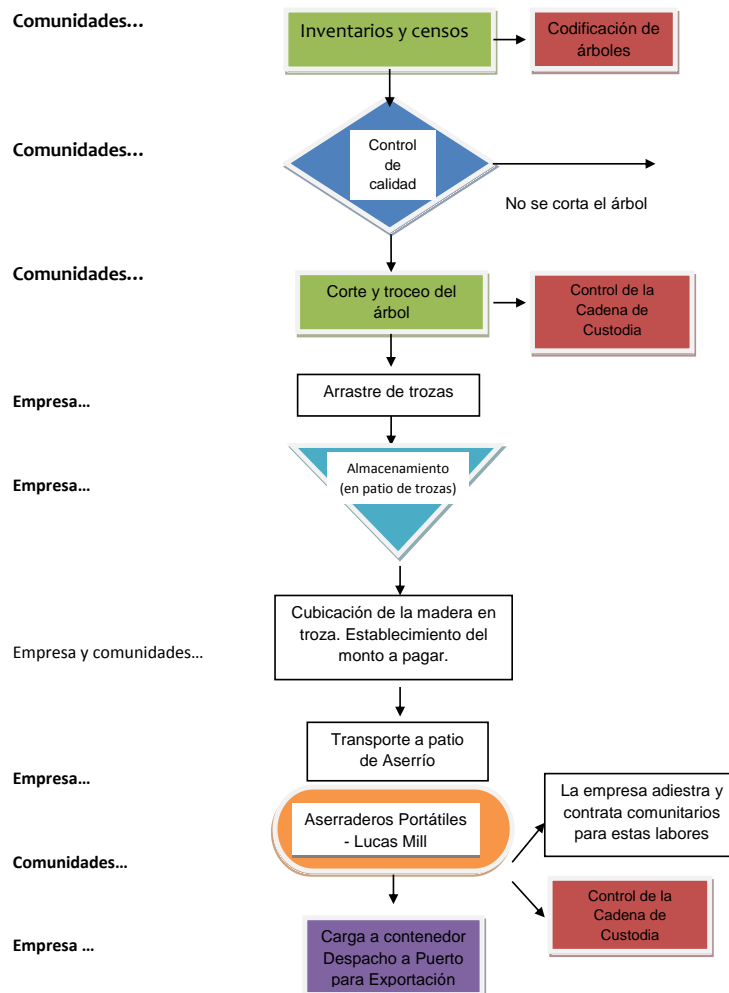 Comunidades…
Inventarios y censos
Codificación de
árboles
Comunidades…
Control
de
calidad
No se corta el árbol
Comunidades…
Corte y troceo del
árbol
Control de la
Cadena de
Custodia
Empresa…
Arrastre de trozas
Empresa…
Almacenamiento
(en patio de trozas)
Empresa y comunidades…
Cubicación de la madera en
troza. Establecimiento del
monto a pagar.
Empresa…
Transporte a patio
de Aserrío
Comunidades…
Aserraderos Portátiles
- Lucas Mill
La empresa adiestra y
contrata comunitarios
para estas labores
Control de la
Cadena de
Custodia
Empresa …
Carga a contenedor
Despacho a Puerto
para Exportación